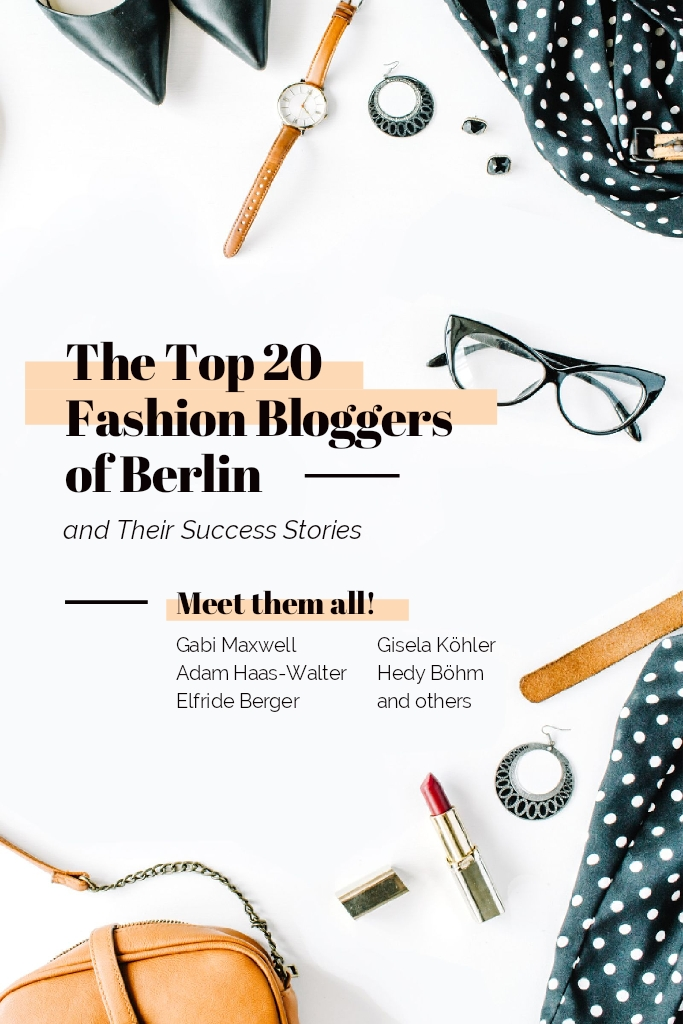 The Top 20
Fashion Bloggers
of Berlin
and Their Success Stories
Meet them all!
Gabi Maxwell
Adam Haas-Walter
Elfride Berger
Gisela Köhler
Hedy Böhm
and others